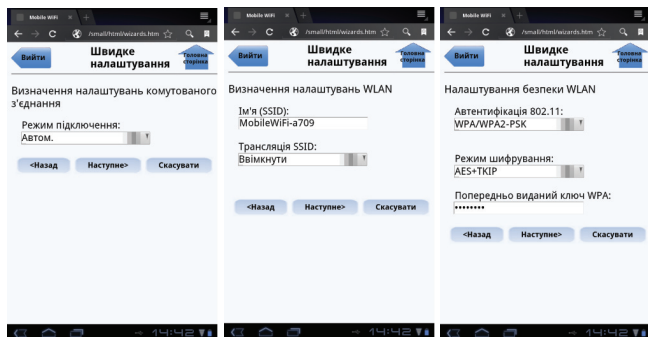 Mobile WiFi
/small/html/wizards.htm
Вийти
Швидке
налаштування
Головна
сторінка
Визначення налаштувань комутованого
з'єднання
Режим підключення:
Автом.
<Назад Наступне> Скасувати
14:42
Mobile WiFi
/small/html/wizards.htm
Вийти
Швидке
налаштування
Головна
сторінка
Визначення налаштувань WLAN
Ім'я (SSID):
MobileWiFi-a709
Трансляція SSID:
Ввімкнути
<Назад Наступне> Скасувати
14:42
Mobile WiFi
/small/html/wizards.htm
Вийти
Швидке
налаштування
Головна
сторінка
Налаштування безпеки WLAN
Автентифікація 802.11:
WPA/WPA2-PSK
Режим шифрування:
AES+TKIP
Попередньо виданий ключ WPA:
••••••••
<Назад Наступне> Скасувати
14:42